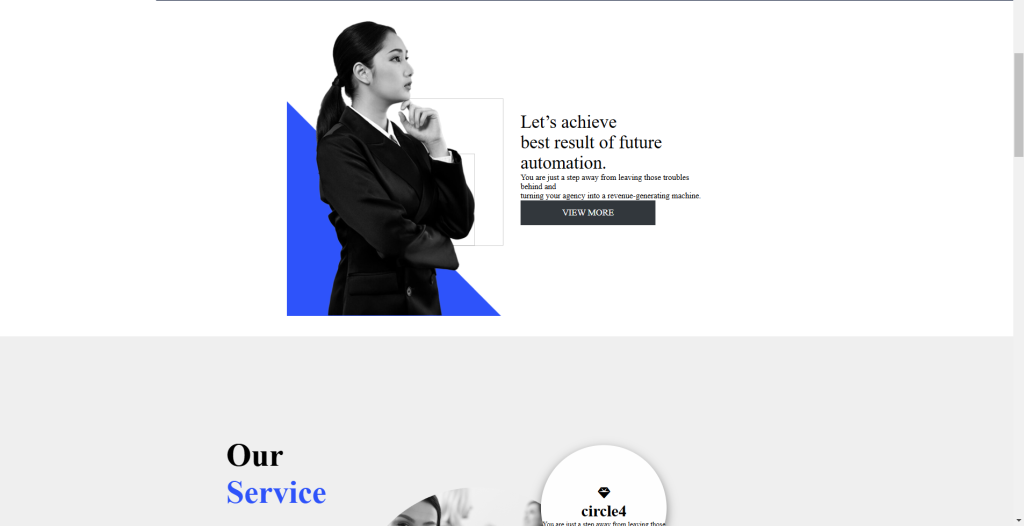 Let’s achieve
best result of future
automation.
You are just a step away from leaving those troubles
behind and
turning your agency into a revenue-generating machine.
VIEW MORE
Our
Service
circle4
You are just a step away from leaving those